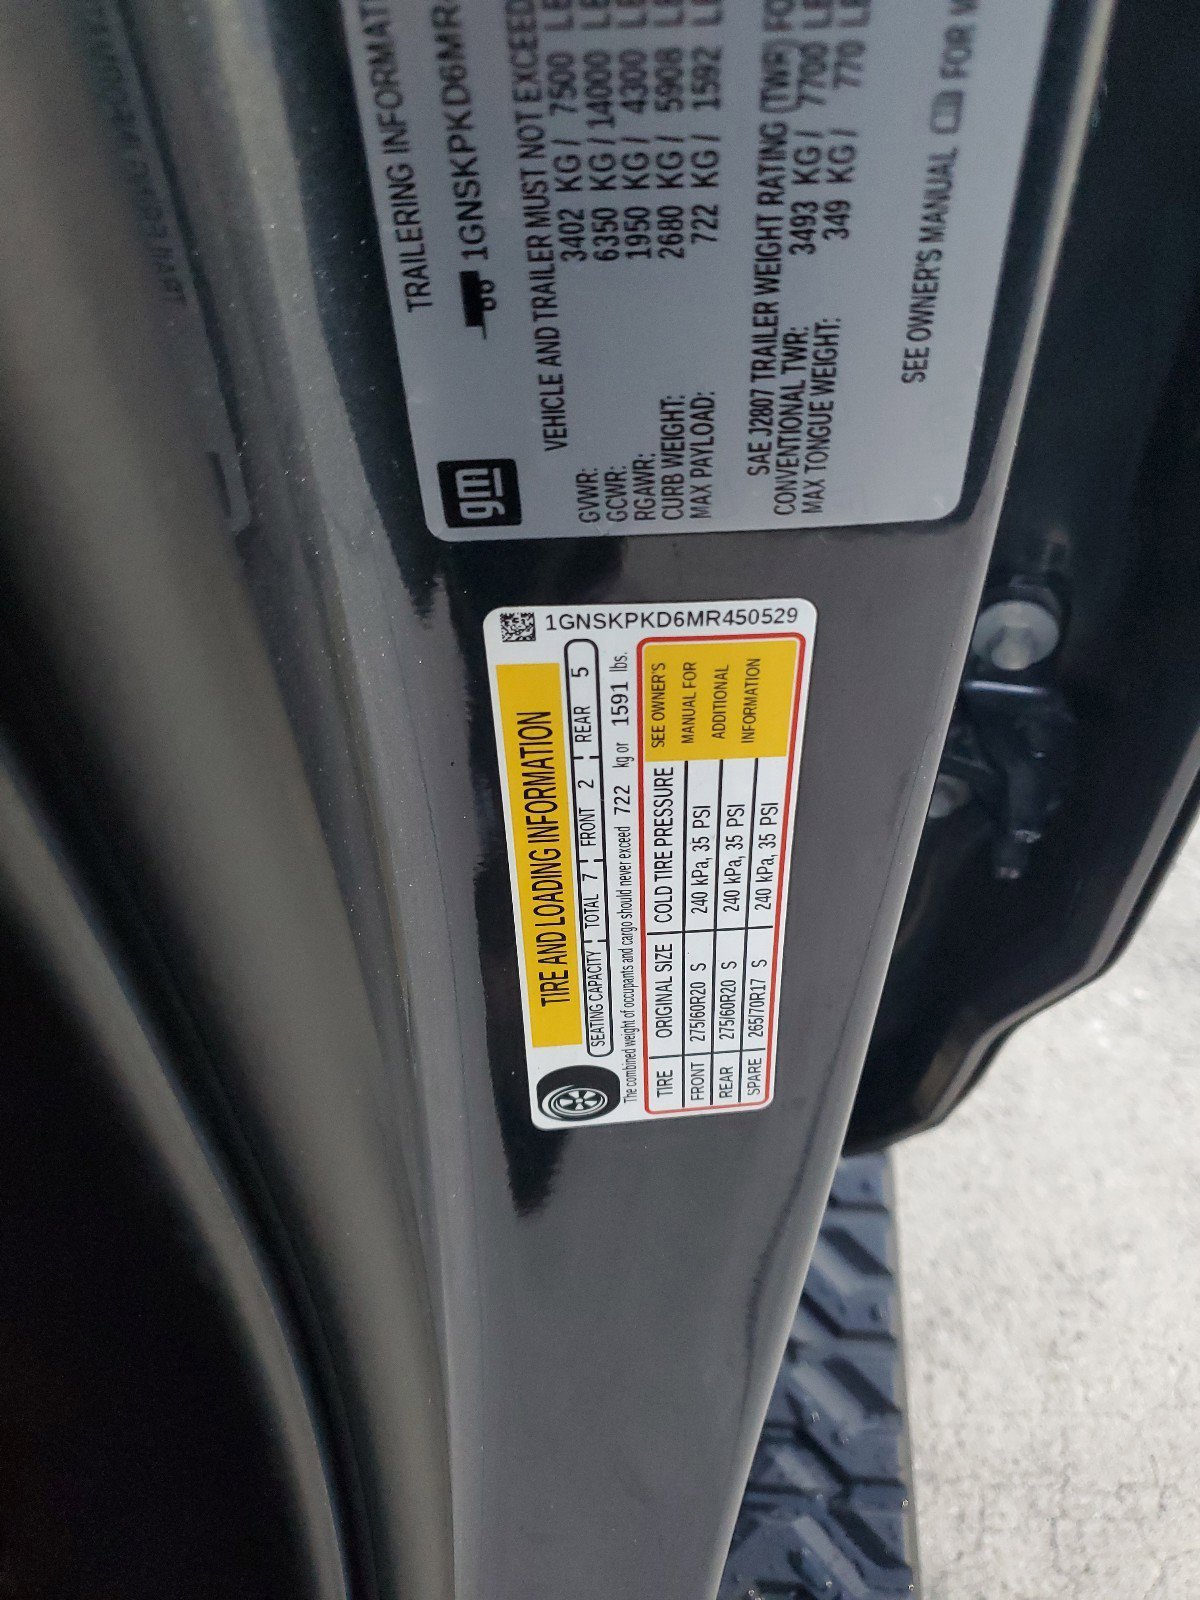 TRAILERING INFORMAT
1GNSKPKD6MR
VEHICLE AND TRAILER MUST NOT EXCEED
GVWR: 3402 KG / 7500 LB
GCWR: 6350 KG / 14000 LB
RGAWR: 1950 KG / 4300 LB
CURB WEIGHT: 2680 KG / 5908 LB
MAX PAYLOAD: 722 KG / 1592 LB
SAE J2807 TRAILER WEIGHT RATING (TWR) FO
CONVENTIONAL TWR: 3493 KG / 7700 LB
MAX TONGUE WEIGHT: 349 KG / 770 LB
SEE OWNER'S MANUAL FOR
gm
1GNSKPKD6MR450529
TIRE AND LOADING INFORMATION
SEATING CAPACITY TOTAL 7 FRONT 2 REAR 5
The combined weight of occupants and cargo should never exceed 722 kg or 1591 lbs.
TIRE ORIGINAL SIZE COLD TIRE PRESSURE
FRONT 275/60R20 S 240 kPa, 35 PSI
REAR 275/60R20 S 240 kPa, 35 PSI
SPARE 265/70R17 S 240 kPa, 35 PSI
SEE OWNER'S
MANUAL FOR
ADDITIONAL
INFORMATION